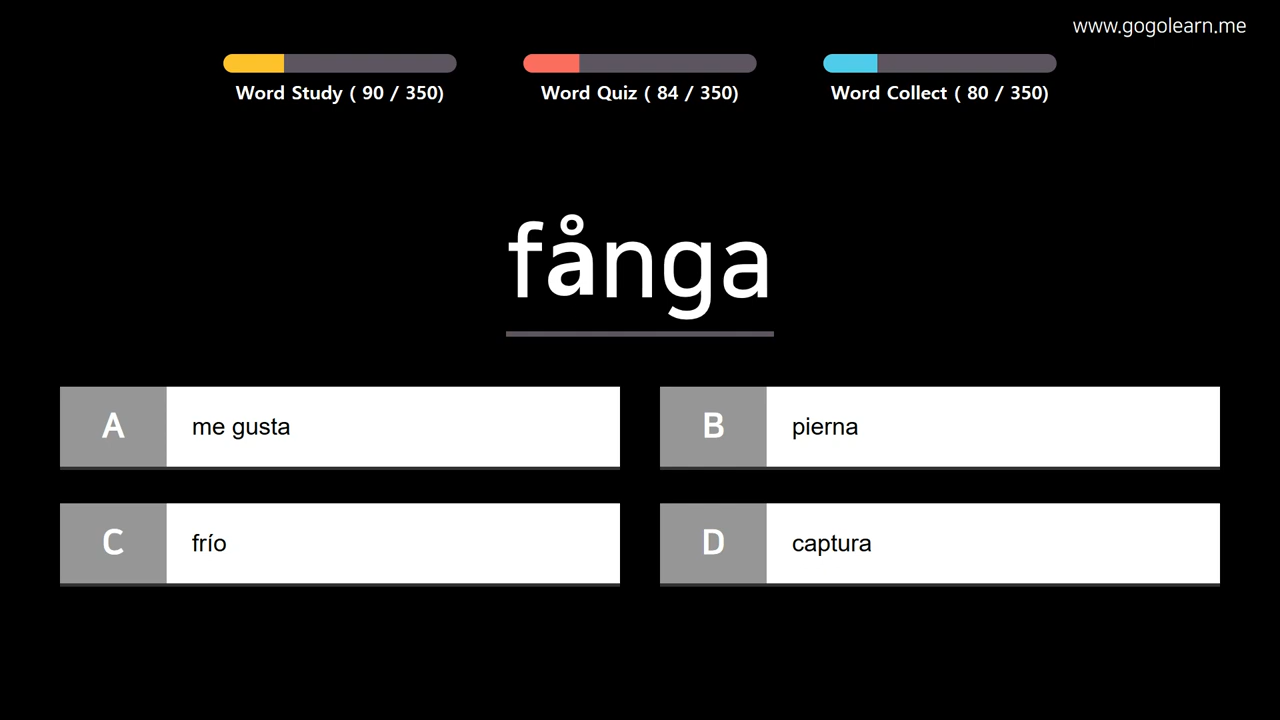 www.gogolearn.me
Word Study ( 90 / 350)
Word Quiz ( 84 / 350)
Word Collect ( 80 / 350)
fånga
A me gusta
B pierna
C frío
D captura